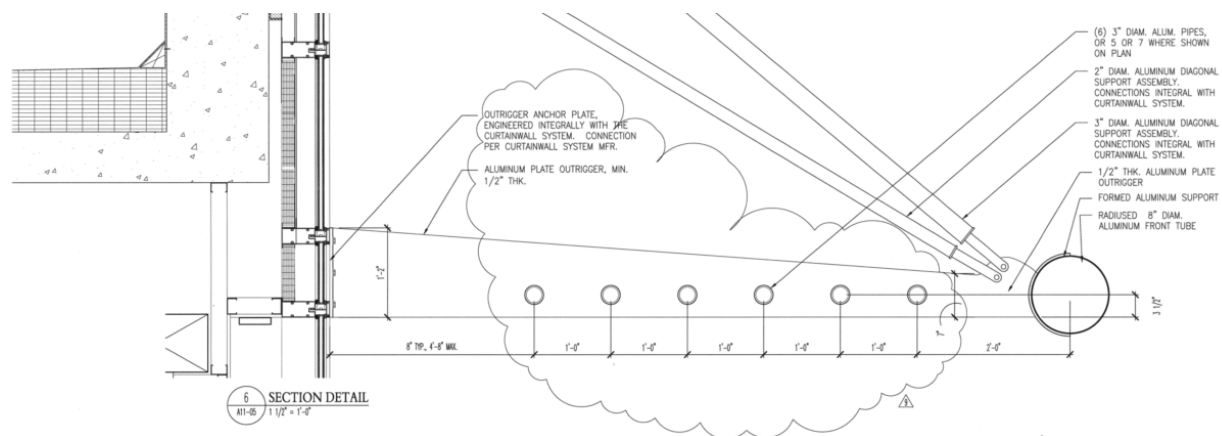 (6) 3" DIAM. ALUM. PIPES,
OR 5 OR 7 WHERE SHOWN
ON PLAN
2" DIAM. ALUMINUM DIAGONAL
SUPPORT ASSEMBLY.
CONNECTIONS INTEGRAL WITH
CURTAINWALL SYSTEM.
3" DIAM. ALUMINUM DIAGONAL
SUPPORT ASSEMBLY.
CONNECTIONS INTEGRAL WITH
CURTAINWALL SYSTEM.
1/2" THK. ALUMINUM PLATE
OUTRIGGER
FORMED ALUMINUM SUPPORT
RADIUSED 8" DIAM.
ALUMINUM FRONT TUBE
OUTRIGGER ANCHOR PLATE,
ENGINEERED INTEGRALLY WITH THE
CURTAINWALL SYSTEM. CONNECTION
PER CURTAINWALL SYSTEM MFR.
ALUMINUM PLATE OUTRIGGER, MIN.
1/2" THK.
1'-2"
7"
3 1/2"
8" TYP., 4'-8" MAX.
1'-0"
1'-0"
1'-0"
1'-0"
1'-0"
2'-0"
6
A11-05
SECTION DETAIL
1 1/2" = 1'-0"